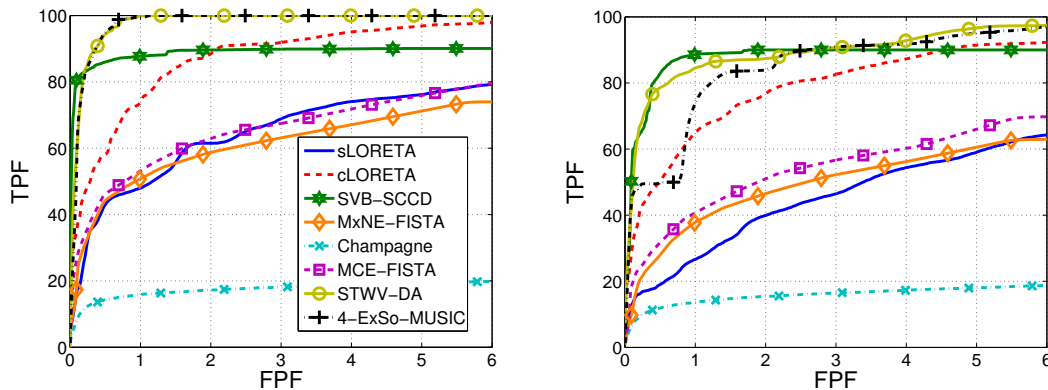 100
80
60
40
20
0
TPF
0 1 2 3 4 5 6
FPF
sLORETA
cLORETA
SVB-SCCD
MxNE-FISTA
Champagne
MCE-FISTA
STWV-DA
4-ExSo-MUSIC
100
80
60
40
20
0
TPF
0 1 2 3 4 5 6
FPF